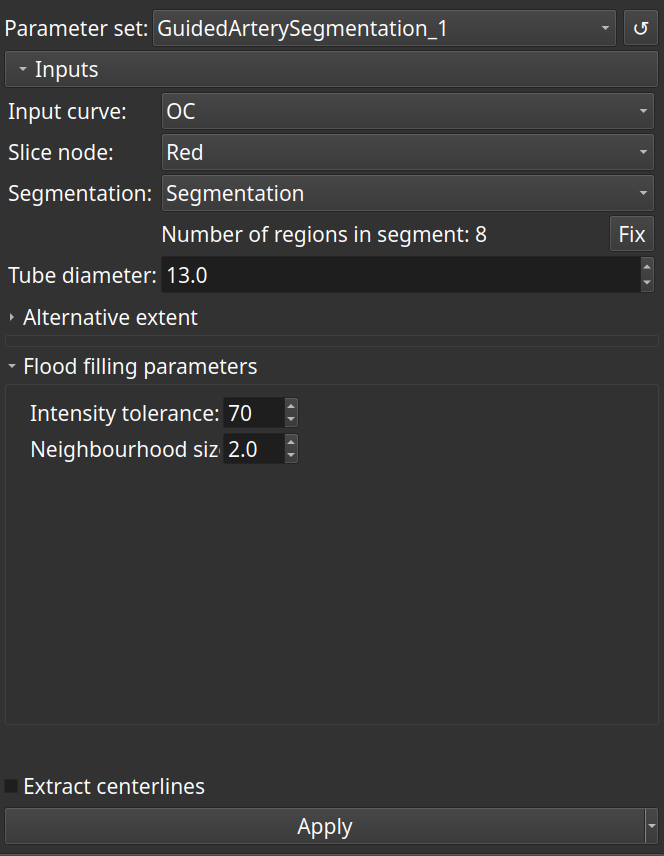 Parameter set: GuidedArterySegmentation_1 ↺
Inputs
Input curve: OC
Slice node: Red
Segmentation: Segmentation
Number of regions in segment: 8 Fix
Tube diameter: 13.0
Alternative extent
Flood filling parameters
Intensity tolerance: 70
Neighbourhood siz 2.0
Extract centerlines
Apply